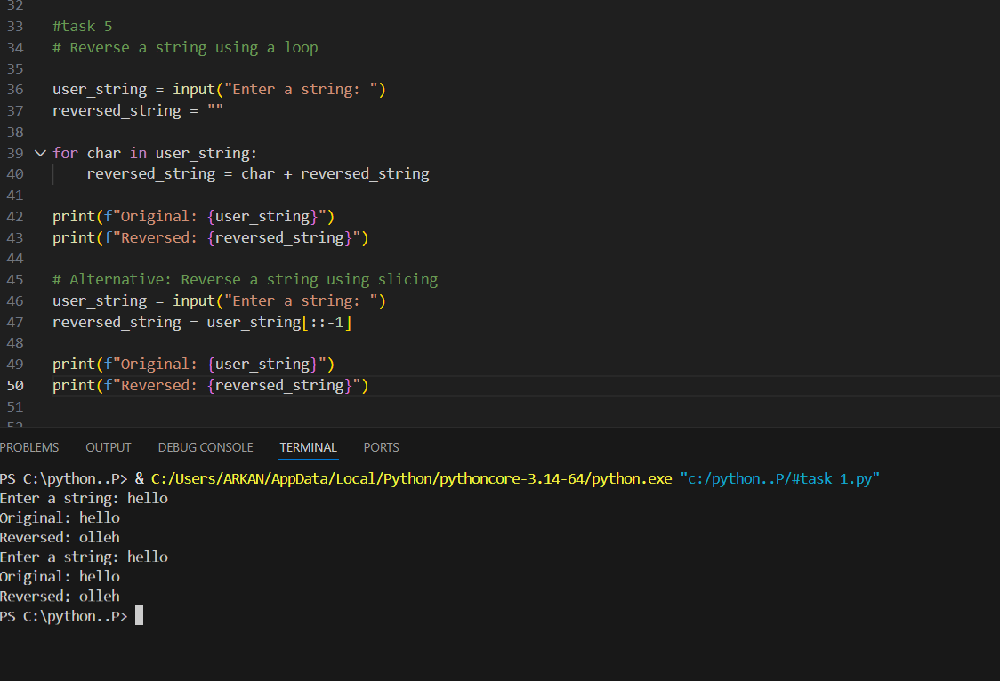 32
33 #task 5
34 # Reverse a string using a loop
35
36 user_string = input("Enter a string: ")
37 reversed_string = ""
38
39 for char in user_string:
40     reversed_string = char + reversed_string
41
42 print(f"Original: {user_string}")
43 print(f"Reversed: {reversed_string}")
44
45 # Alternative: Reverse a string using slicing
46 user_string = input("Enter a string: ")
47 reversed_string = user_string[::-1]
48
49 print(f"Original: {user_string}")
50 print(f"Reversed: {reversed_string}")
51
52
PROBLEMS OUTPUT DEBUG CONSOLE TERMINAL PORTS
PS C:\python..P> & C:/Users/ARKAN/AppData/Local/Python/pythoncore-3.14-64/python.exe "c:/python..P/#task 1.py"
Enter a string: hello
Original: hello
Reversed: olleh
Enter a string: hello
Original: hello
Reversed: olleh
PS C:\python..P>